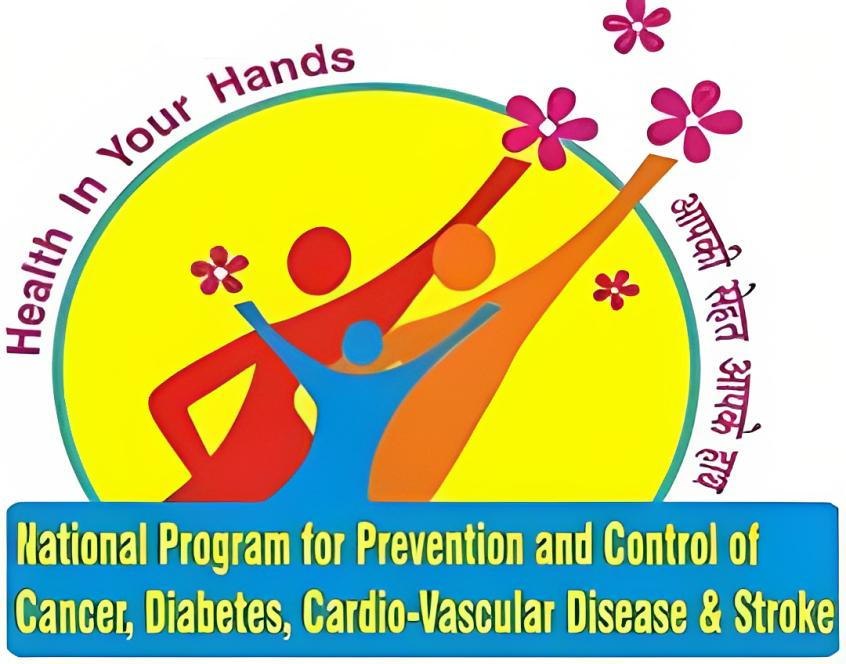 Health In Your Hands
आपकी सेहत आपके हाथ
National Program for Prevention and Control of
Cancer, Diabetes, Cardio-Vascular Disease & Stroke